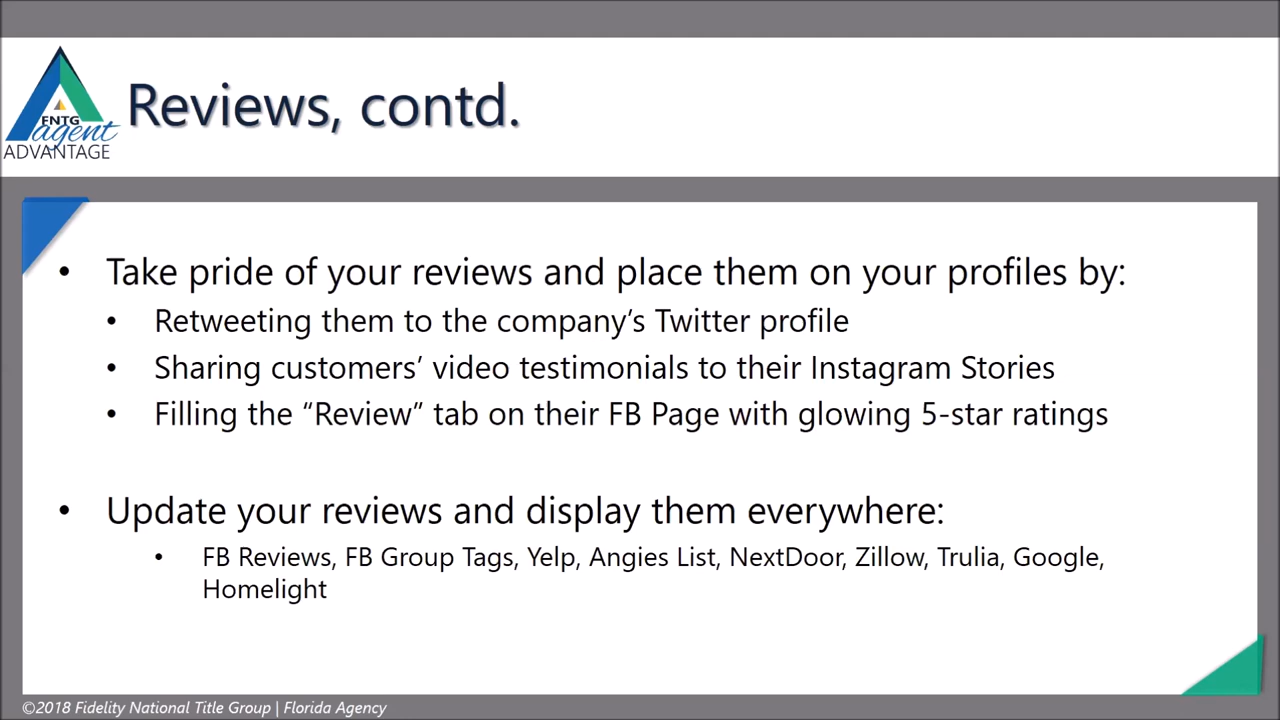 FNTG
agent
ADVANTAGE
Reviews, contd.
• Take pride of your reviews and place them on your profiles by:
• Retweeting them to the company's Twitter profile
• Sharing customers' video testimonials to their Instagram Stories
• Filling the “Review” tab on their FB Page with glowing 5-star ratings
• Update your reviews and display them everywhere:
• FB Reviews, FB Group Tags, Yelp, Angies List, NextDoor, Zillow, Trulia, Google,
Homelight
©2018 Fidelity National Title Group | Florida Agency